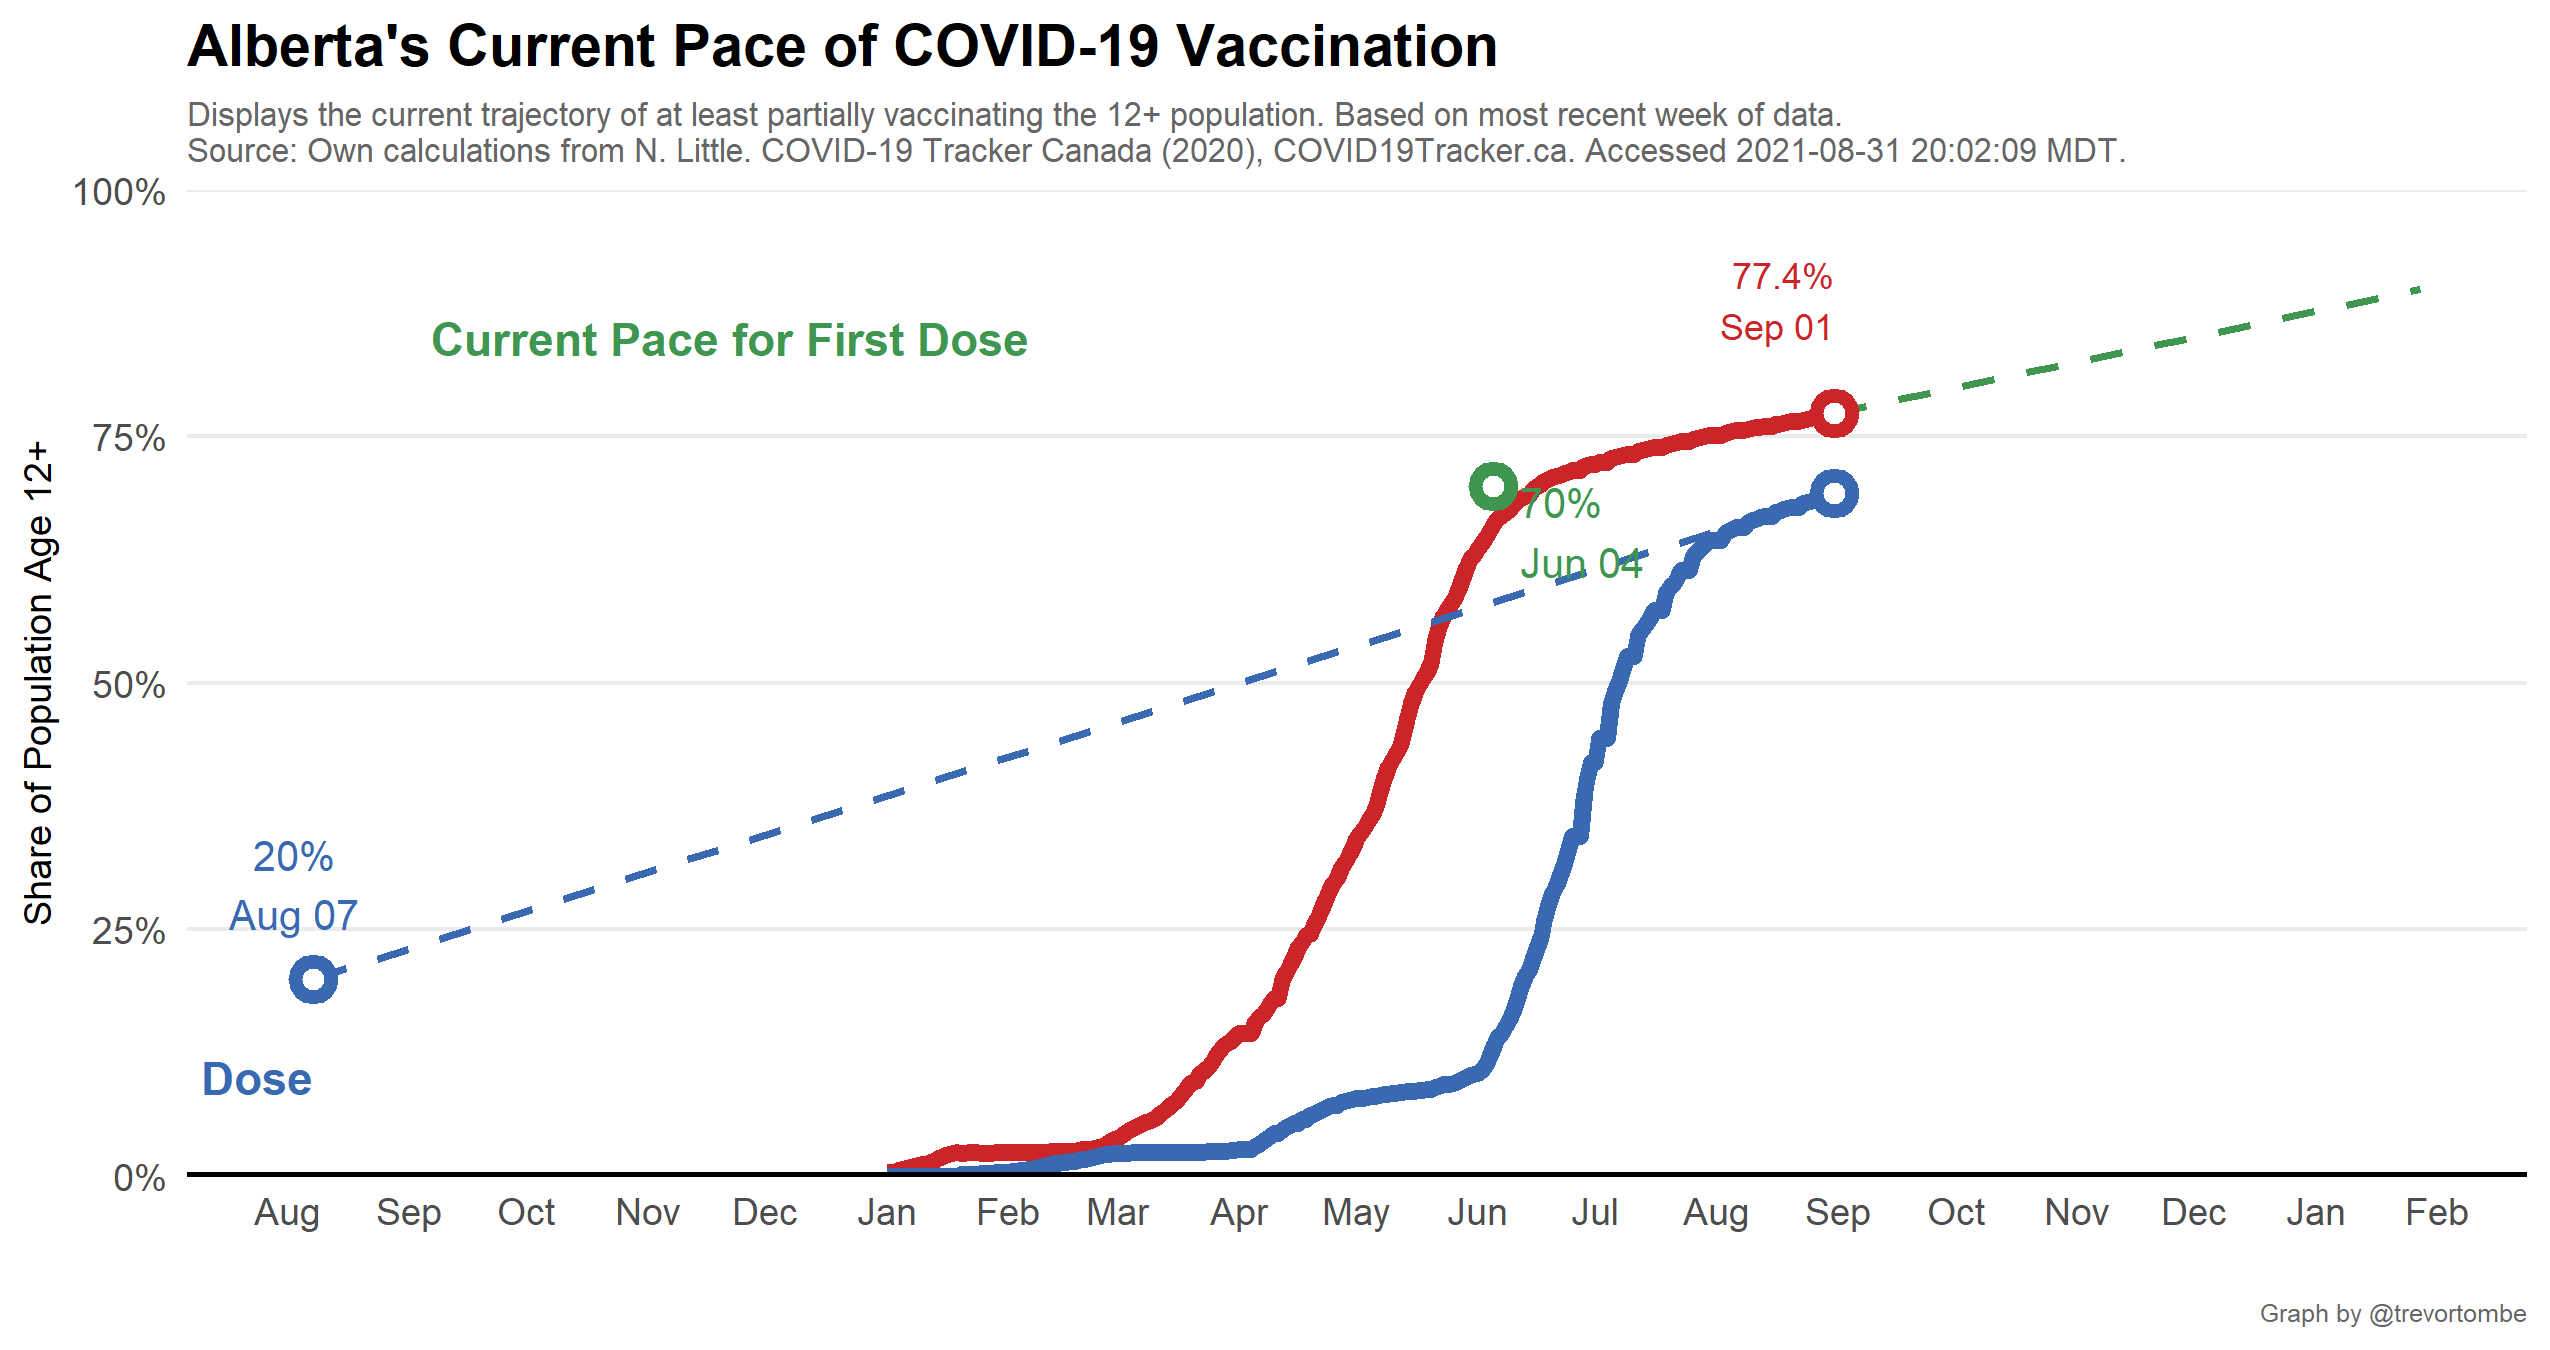 Alberta's Current Pace of COVID-19 Vaccination
Displays the current trajectory of at least partially vaccinating the 12+ population. Based on most recent week of data.
Source: Own calculations from N. Little. COVID-19 Tracker Canada (2020), COVID19Tracker.ca. Accessed 2021-08-31 20:02:09 MDT.
Share of Population Age 12+
100%
75%
50%
25%
0%
77.4%
Sep 01
Current Pace for First Dose
70%
Jun 04
20%
Aug 07
Dose
Aug Sep Oct Nov Dec Jan Feb Mar Apr May Jun Jul Aug Sep Oct Nov Dec Jan Feb
Graph by @trevortombe